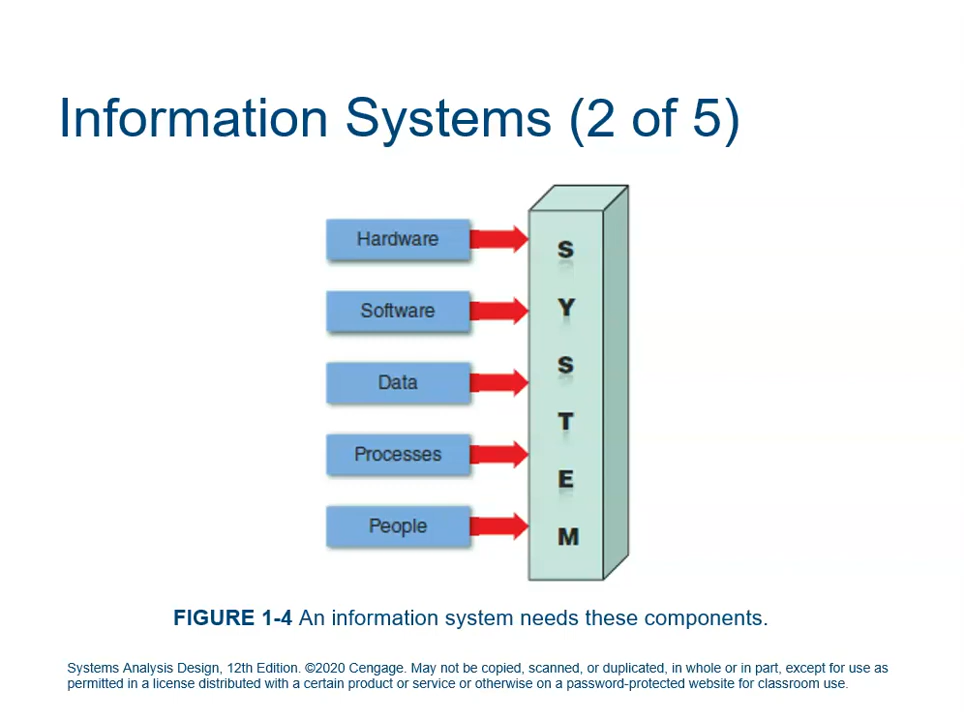 Information Systems (2 of 5)
Hardware
Software
Data
Processes
People
S
Y
S
T
E
M
FIGURE 1-4 An information system needs these components.
Systems Analysis Design, 12th Edition. ©2020 Cengage. May not be copied, scanned, or duplicated, in whole or in part, except for use as
permitted in a license distributed with a certain product or service or otherwise on a password-protected website for classroom use.